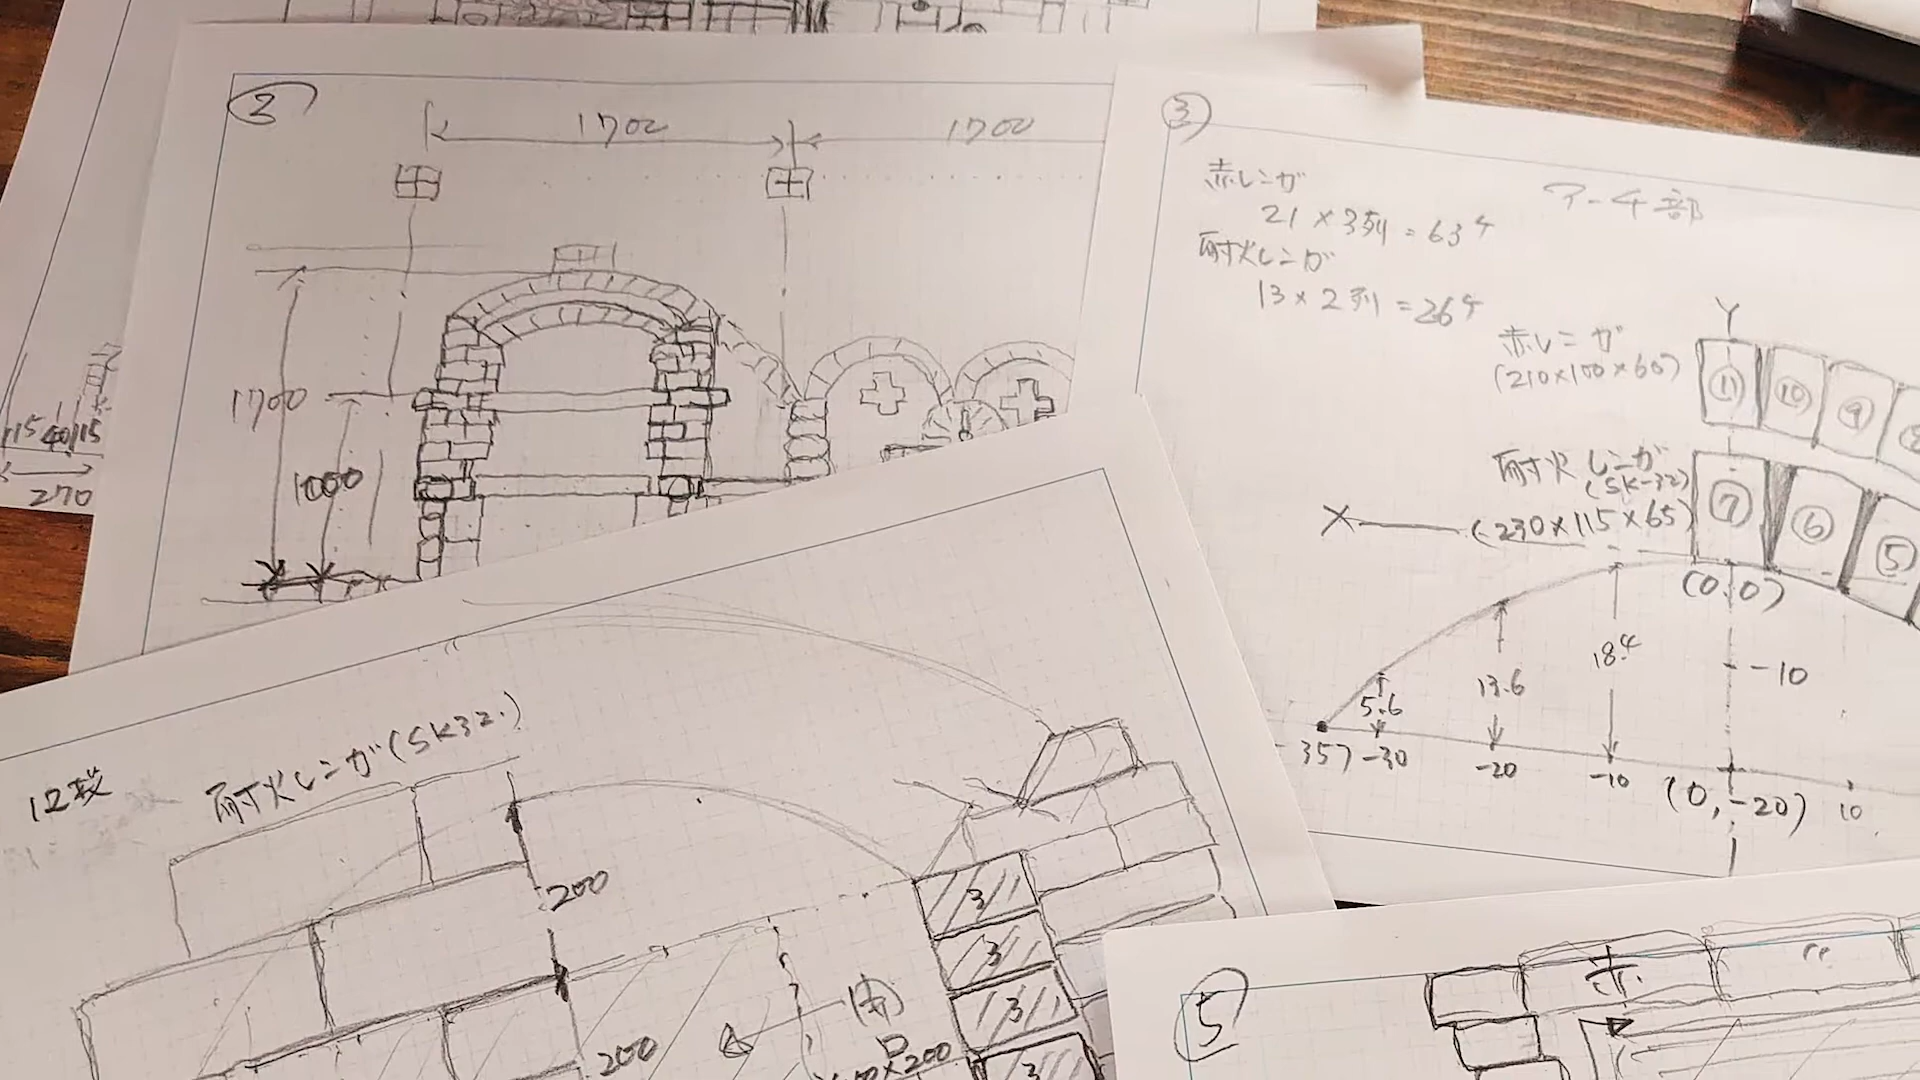 2
1700
1700
1700
1000
115 40 115
270
3
赤レンガ
アーチ部
21×3列=63ケ
耐火レンガ
13×2列=26ケ
赤レンガ
(210×100×60)
Y
11
10
9
耐火レンガ
(SK-32)
(230×115×65)
X
7
6
5
(0,0)
-10
18.4
13.6
5.6
-357
-30
-20
-10
(0,-20)
10
12段
耐火レンガ(SK32)
200
200
3
3
3
3
5
赤